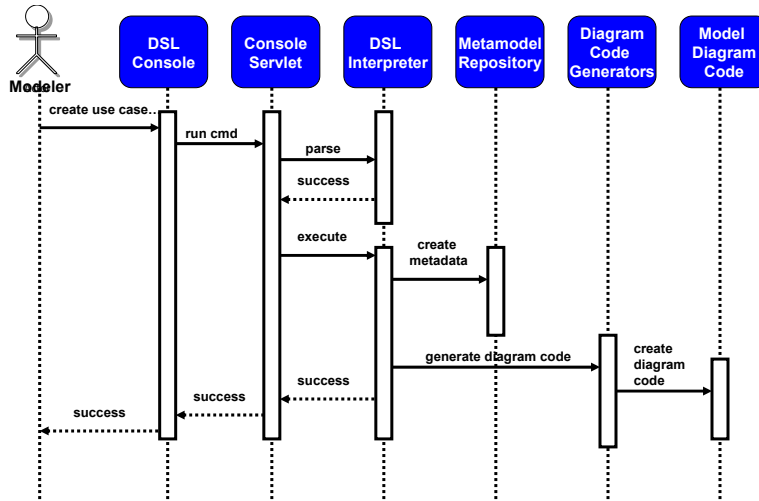 DSL
Console
Console
Servlet
DSL
Interpreter
Metamodel
Repository
Diagram
Code
Generators
Model
Diagram
Code
Modeler
create use case..
run cmd
parse
success
execute
create
metadata
generate diagram code
create
diagram
code
success
success
success